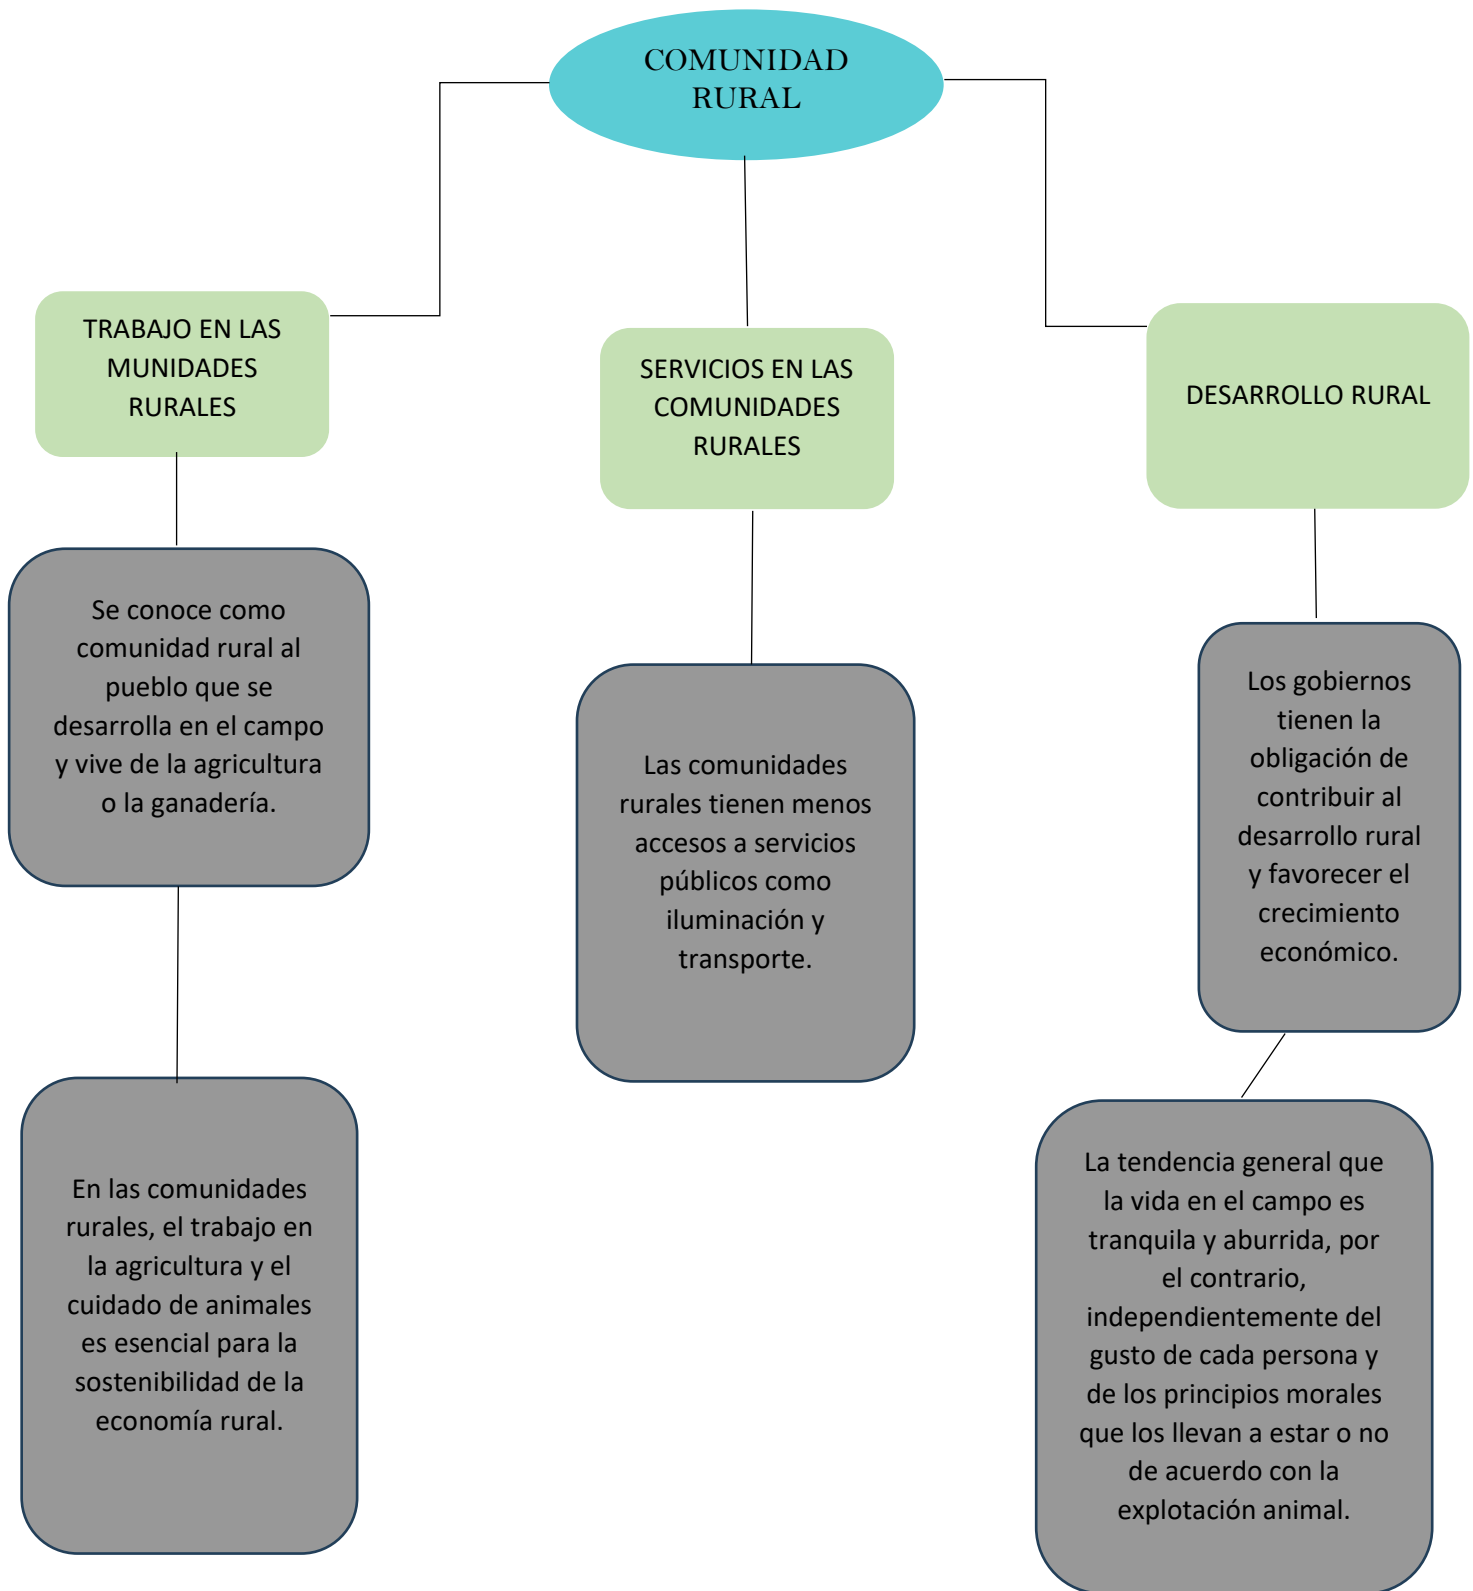 COMUNIDAD
RURAL
TRABAJO EN LAS
MUNIDADES
RURALES
SERVICIOS EN LAS
COMUNIDADES
RURALES
DESARROLLO RURAL
Se conoce como
comunidad rural al
pueblo que se
desarrolla en el campo
y vive de la agricultura
o la ganadería.
Las comunidades
rurales tienen menos
accesos a servicios
públicos como
iluminación y
transporte.
Los gobiernos
tienen la
obligación de
contribuir al
desarrollo rural
y favorecer el
crecimiento
económico.
En las comunidades
rurales, el trabajo en
la agricultura y el
cuidado de animales
es esencial para la
sostenibilidad de la
economía rural.
La tendencia general que
la vida en el campo es
tranquila y aburrida, por
el contrario,
independientemente del
gusto de cada persona y
de los principios morales
que los llevan a estar o no
de acuerdo con la
explotación animal.